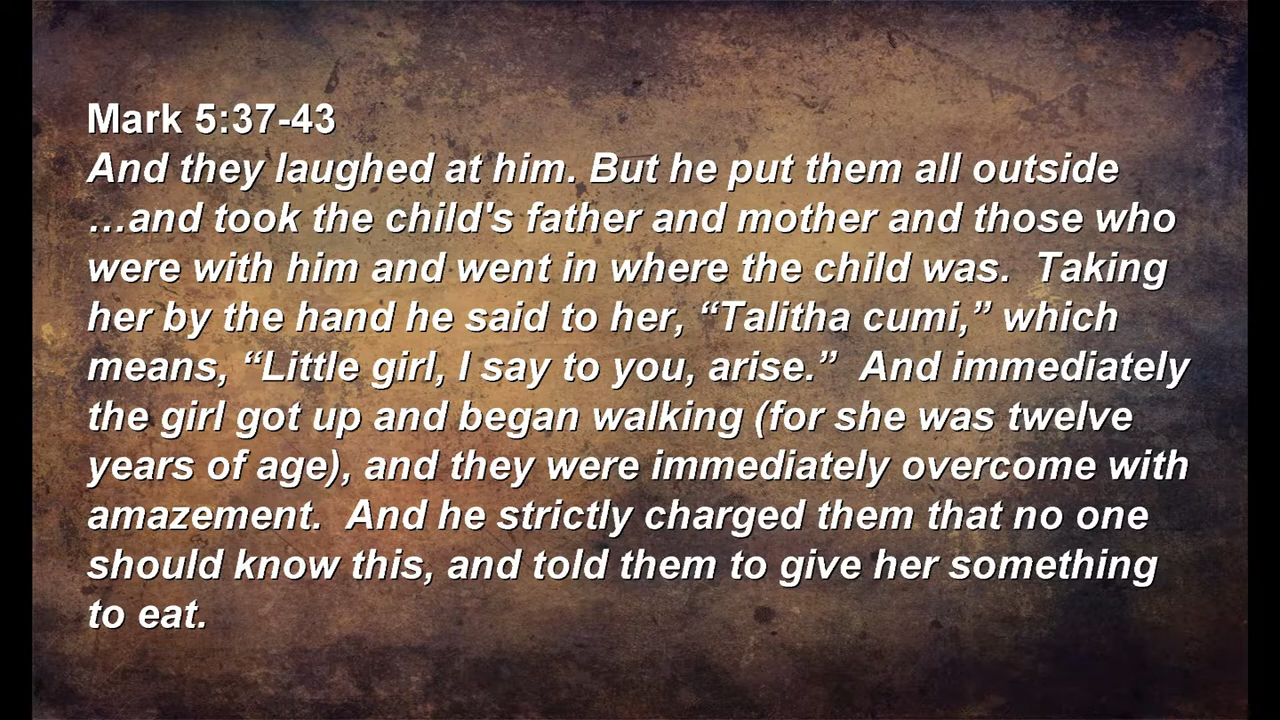 Mark 5:37-43
And they laughed at him. But he put them all outside
…and took the child's father and mother and those who
were with him and went in where the child was.  Taking
her by the hand he said to her, “Talitha cumi,” which
means, “Little girl, I say to you, arise.”  And immediately
the girl got up and began walking (for she was twelve
years of age), and they were immediately overcome with
amazement.  And he strictly charged them that no one
should know this, and told them to give her something
to eat.